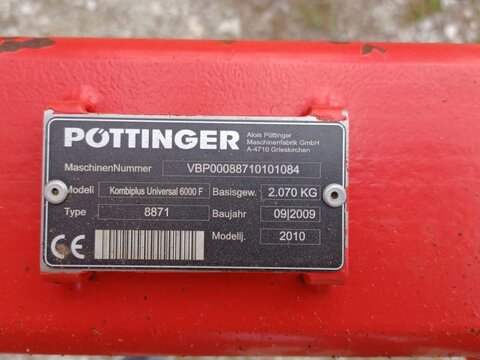 PÖTTINGER
Alois Pöttinger
Maschinenfabrik GmbH
A-4710 Grieskirchen
MaschinenNummer VBP00088710101084
Modell Kombiplus Universal 6000 F Basisgew. 2.070 KG
Type 8871 Baujahr 09|2009
CE Modellj. 2010